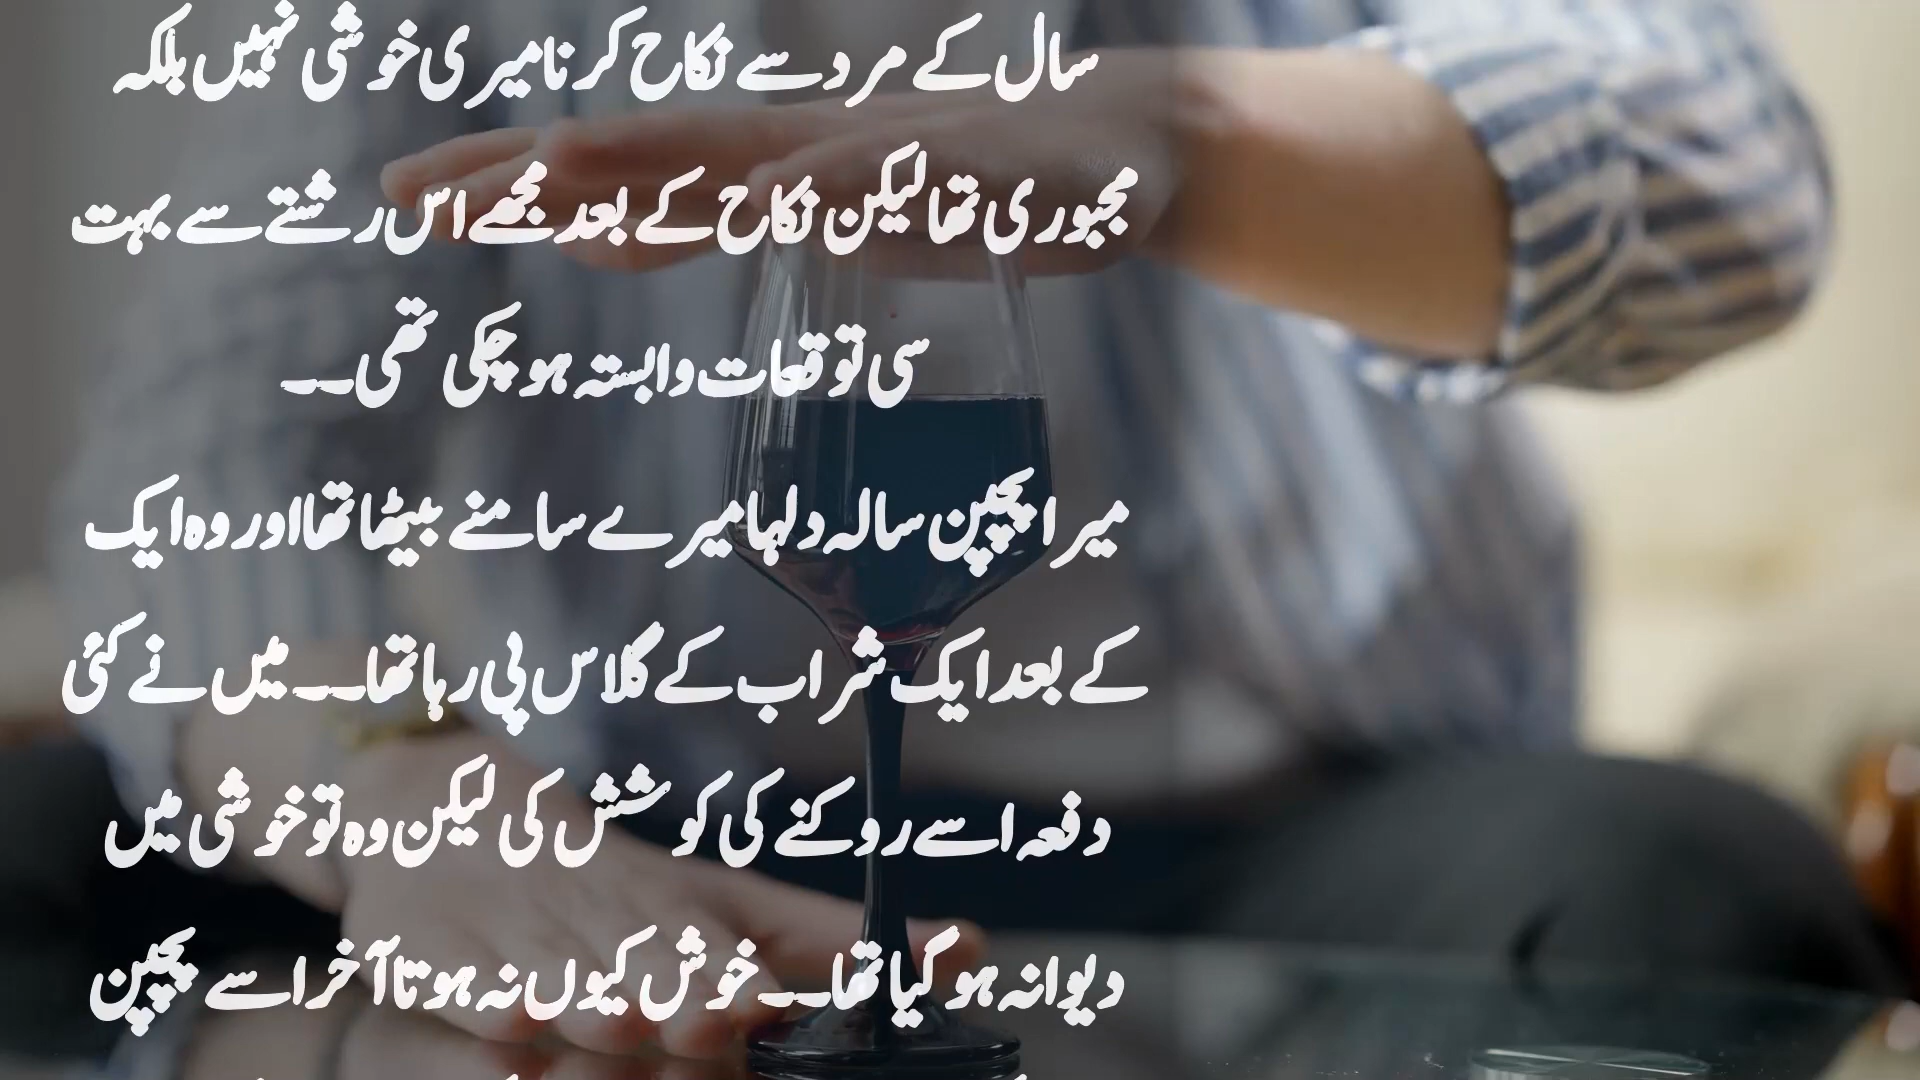 سال کے مرد سے نکاح کرنا میری خوشی نہیں بلکہ
مجبوری تھا لیکن نکاح کے بعد مجھے اس رشتے سے بہت
سی توقعات وابستہ ہو چکی تھی۔۔
میرا پچپن سالہ دلہا میرے سامنے بیٹھا تھا اور وہ ایک
کے بعد ایک شراب کے گلاس پی رہا تھا۔۔ میں نے کئی
دفعہ اسے روکنے کی کوشش کی لیکن وہ تو خوشی میں
دیوانہ ہو گیا تھا۔۔ خوش کیوں نہ ہوتا آخر اسے پچپن